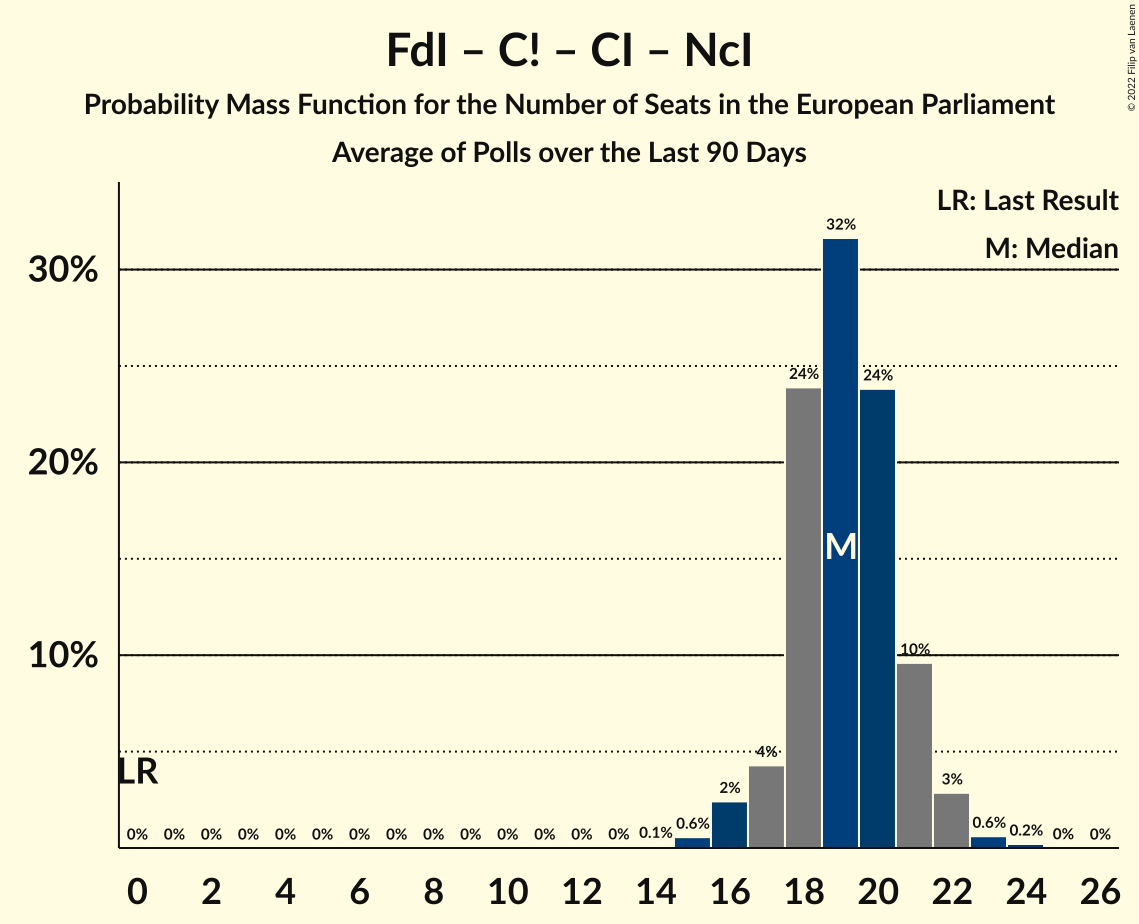 FdI – C! – CI – NcI
Probability Mass Function for the Number of Seats in the European Parliament
Average of Polls over the Last 90 Days
© 2022 Filip van Laenen
LR: Last Result
M: Median
32%
30%
24% 24%
20%
M
10%
10%
4%
LR
3%
2%
0% 0% 0% 0% 0% 0% 0% 0% 0% 0% 0% 0% 0% 0% 0.1% 0.6% 0.6% 0.2% 0% 0%
0 2 4 6 8 10 12 14 16 18 20 22 24 26